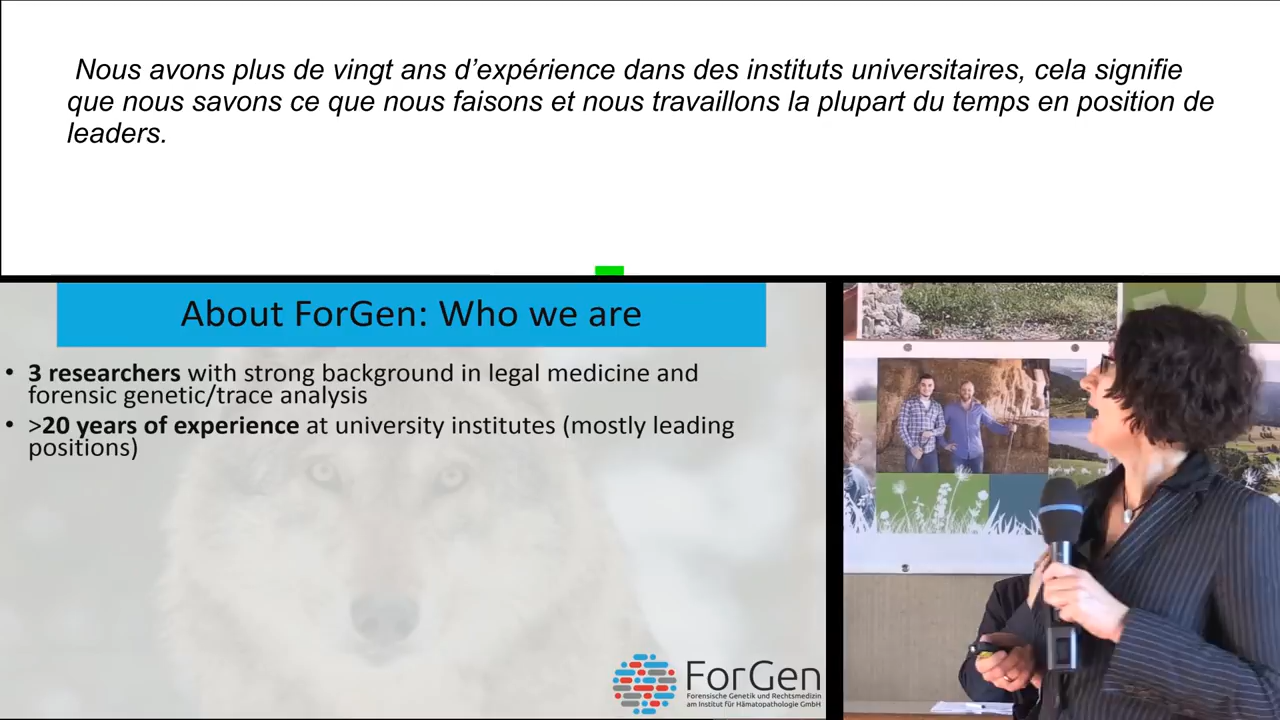 Nous avons plus de vingt ans d’expérience dans des instituts universitaires, cela signifie
que nous savons ce que nous faisons et nous travaillons la plupart du temps en position de
leaders.
About ForGen: Who we are
• 3 researchers with strong background in legal medicine and
forensic genetic/trace analysis
• >20 years of experience at university institutes (mostly leading
positions)
ForGen
Forensische Genetik und Rechtsmedizin
am Institut für Hämatopathologie GmbH